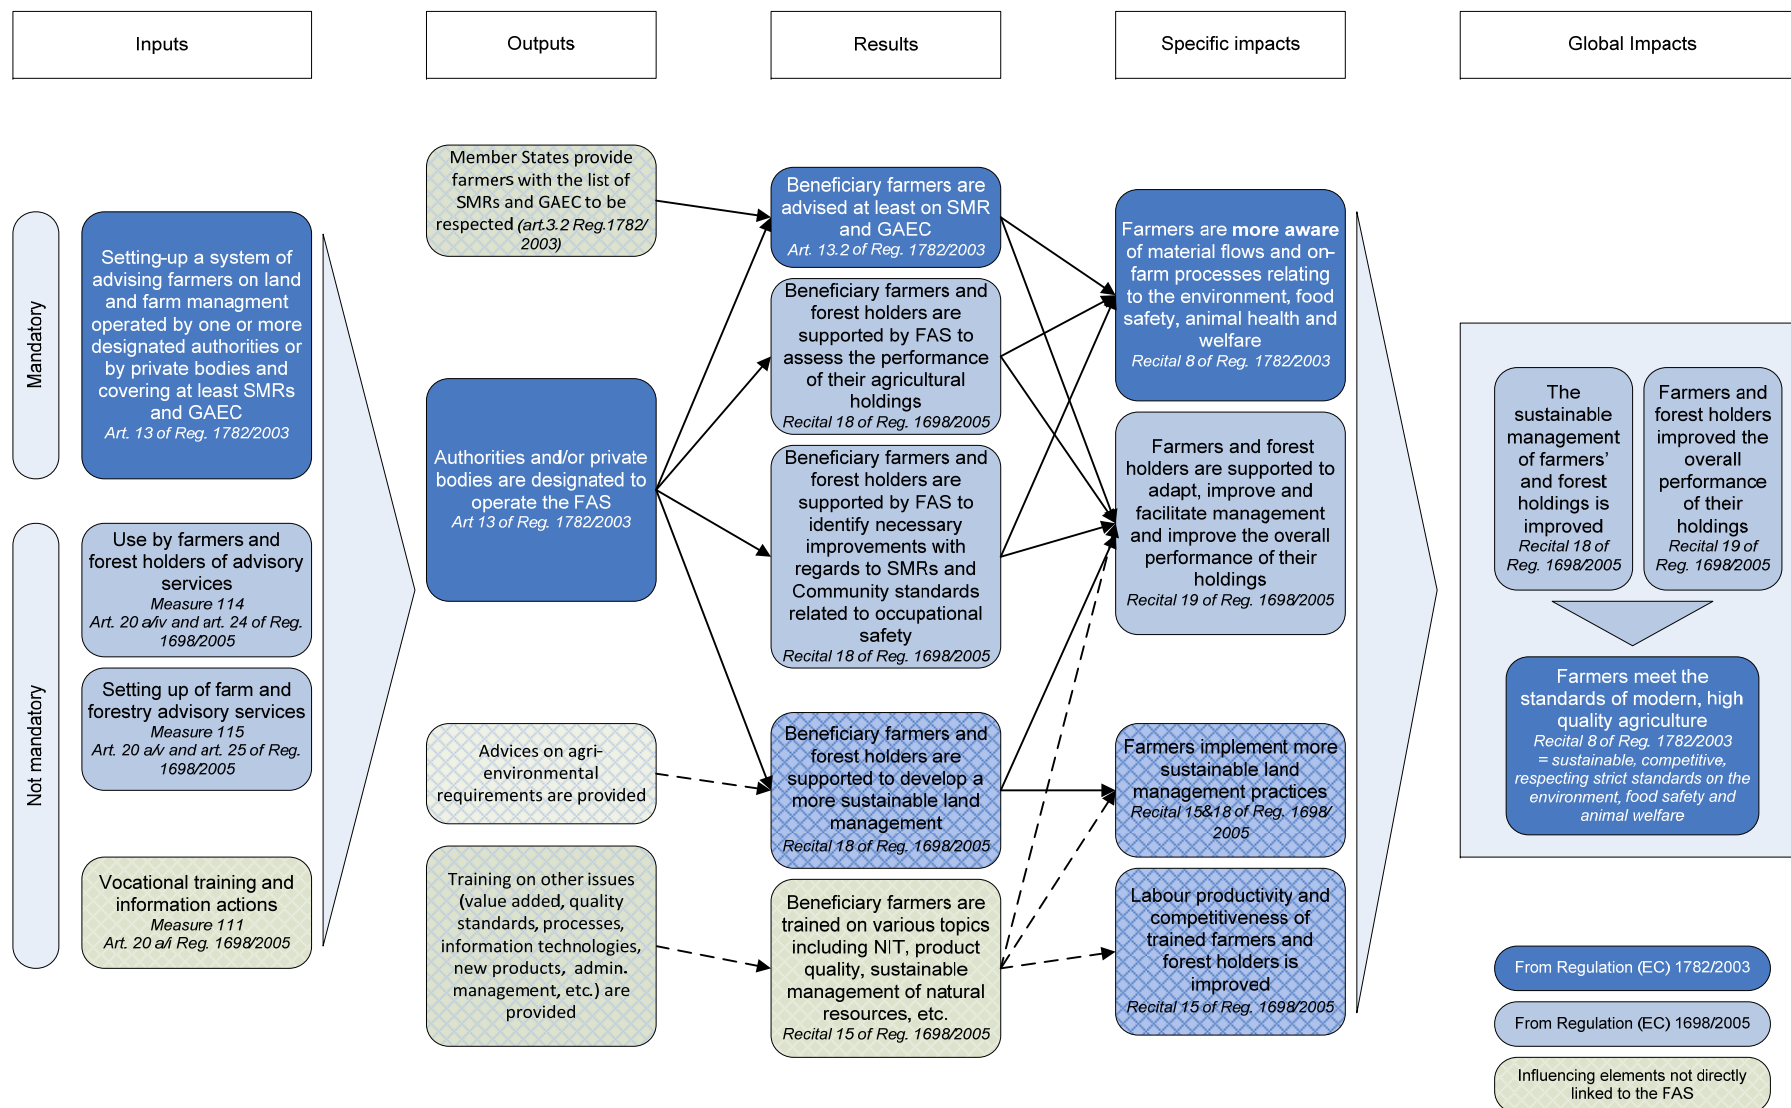 Inputs
Outputs
Results
Specific impacts
Global Impacts
Mandatory
Setting-up a system of
advising farmers on land
and farm managment
operated by one or more
designated authorities or
by private bodies and
covering at least SMRs
and GAEC
Art. 13 of Reg. 1782/2003
Not mandatory
Use by farmers and
forest holders of advisory
services
Measure 114
Art. 20 a/iv and art. 24 of Reg.
1698/2005
Setting up of farm and
forestry advisory services
Measure 115
Art. 20 a/v and art. 25 of Reg.
1698/2005
Vocational training and
information actions
Measure 111
Art. 20 a/i Reg. 1698/2005
Member States provide
farmers with the list of
SMRs and GAEC to be
respected (art.3.2 Reg.1782/
2003)
Authorities and/or private
bodies are designated to
operate the FAS
Art 13 of Reg. 1782/2003
Advices on agri-
environmental
requirements are provided
Training on other issues
(value added, quality
standards, processes,
information technologies,
new products, admin.
management, etc.) are
provided
Beneficiary farmers are
advised at least on SMR
and GAEC
Art. 13.2 of Reg. 1782/2003
Beneficiary farmers and
forest holders are
supported by FAS to
assess the performance
of their agricultural
holdings
Recital 18 of Reg. 1698/2005
Beneficiary farmers and
forest holders are
supported by FAS to
identify necessary
improvements with
regards to SMRs and
Community standards
related to occupational
safety
Recital 18 of Reg. 1698/2005
Beneficiary farmers and
forest holders are
supported to develop a
more sustainable land
management
Recital 18 of Reg. 1698/2005
Beneficiary farmers are
trained on various topics
including NIT, product
quality, sustainable
management of natural
resources, etc.
Recital 15 of Reg. 1698/2005
Farmers are more aware
of material flows and on-
farm processes relating
to the environment, food
safety, animal health and
welfare
Recital 8 of Reg. 1782/2003
Farmers and forest
holders are supported to
adapt, improve and
facilitate management
and improve the overall
performance of their
holdings
Recital 19 of Reg. 1698/2005
Farmers implement more
sustainable land
management practices
Recital 15&18 of Reg. 1698/
2005
Labour productivity and
competitiveness of
trained farmers and
forest holders is
improved
Recital 15 of Reg. 1698/2005
The
sustainable
management
of farmers'
and forest
holdings is
improved
Recital 18 of
Reg. 1698/2005
Farmers and
forest holders
improved the
overall
performance
of their
holdings
Recital 19 of
Reg. 1698/2005
Farmers meet the
standards of modern, high
quality agriculture
Recital 8 of Reg. 1782/2003
= sustainable, competitive,
respecting strict standards on the
environment, food safety and
animal welfare
From Regulation (EC) 1782/2003
From Regulation (EC) 1698/2005
Influencing elements not directly
linked to the FAS